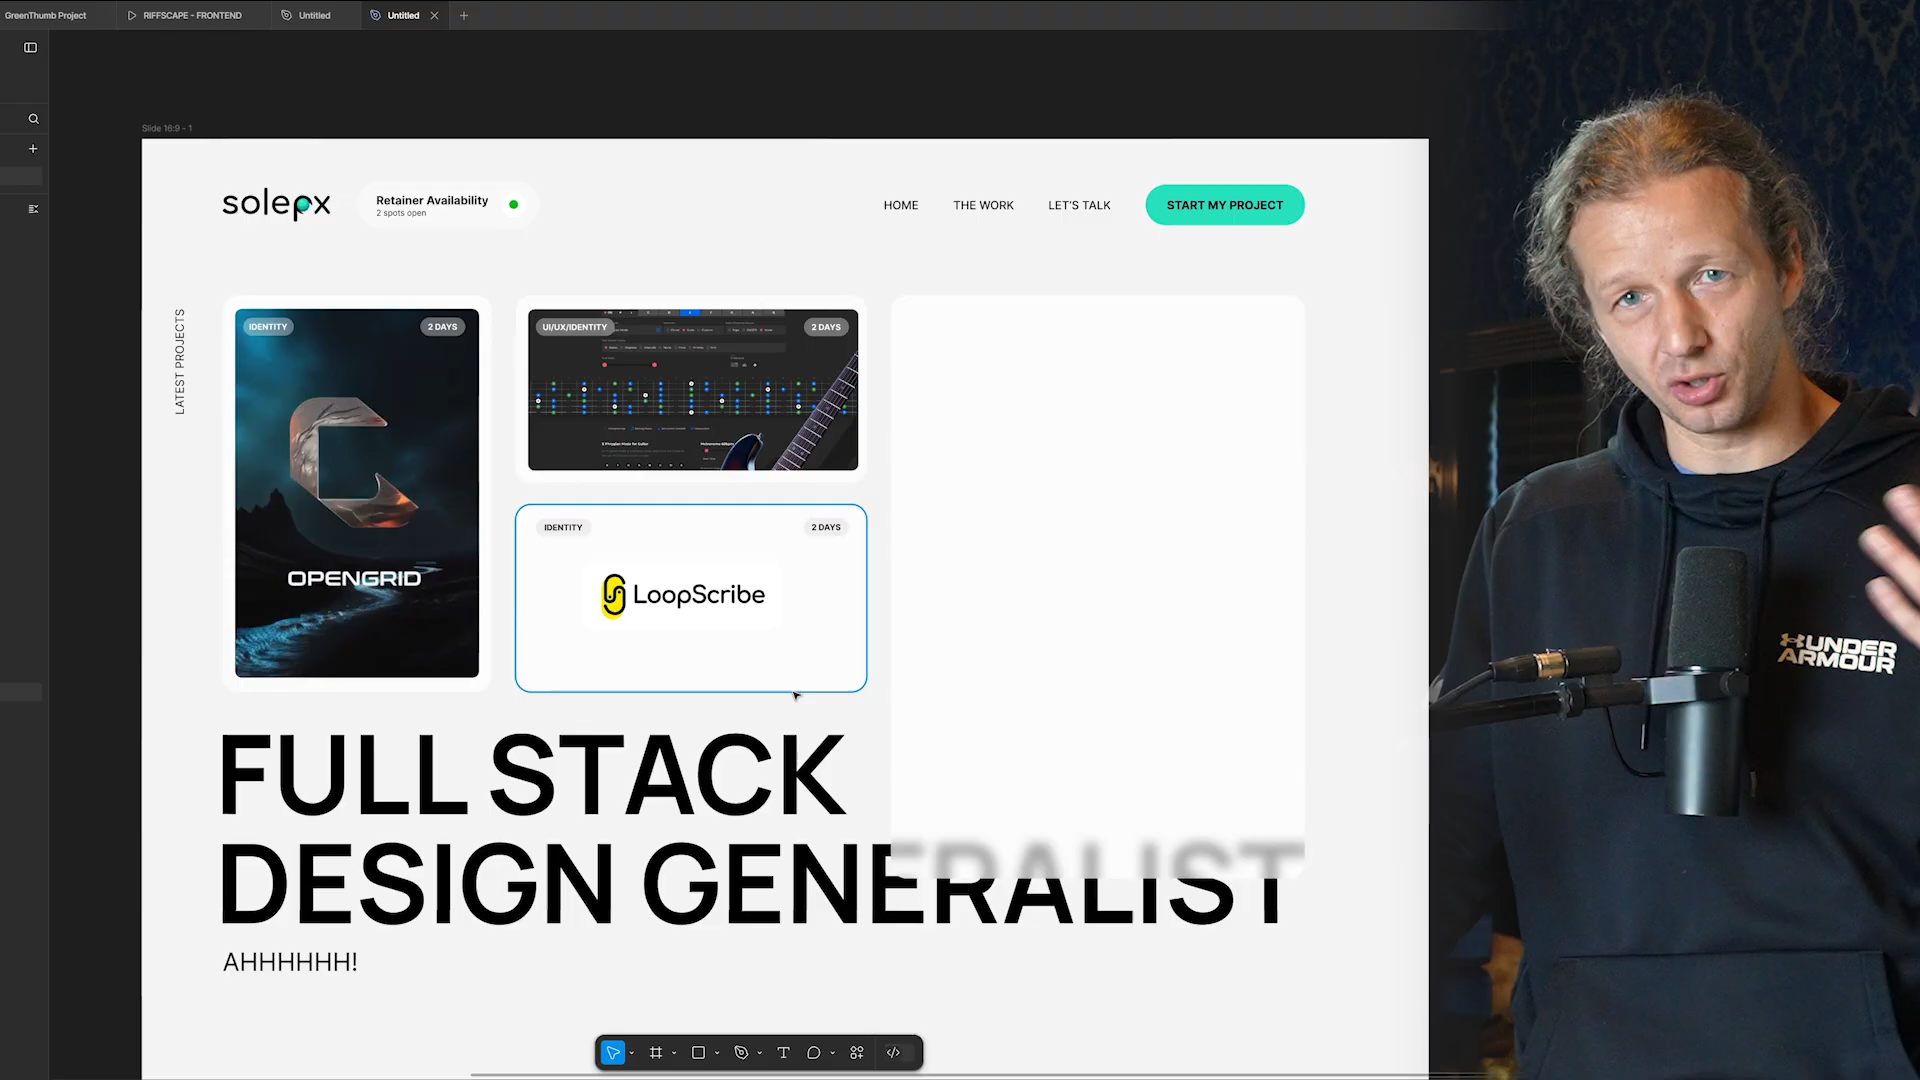 GreenThumb Project
RIFFSCAPE - FRONTEND
Untitled
Untitled
Slide 16:9 - 1
solepx
Retainer Availability
2 spots open
HOME
THE WORK
LET'S TALK
START MY PROJECT
LATEST PROJECTS
IDENTITY
2 DAYS
OPENGRID
UI/UX/IDENTITY
2 DAYS
IDENTITY
2 DAYS
LoopScribe
FULL STACK
DESIGN GENERALIST
AHHHHHH!
UNDER
ARMOUR